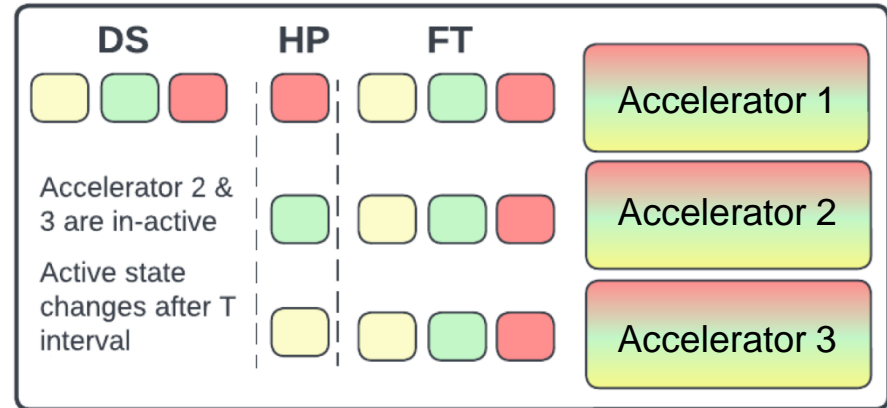 DS HP FT
Accelerator 1
Accelerator 2 &
3 are in-active
Accelerator 2
Active state
changes after T
interval
Accelerator 3